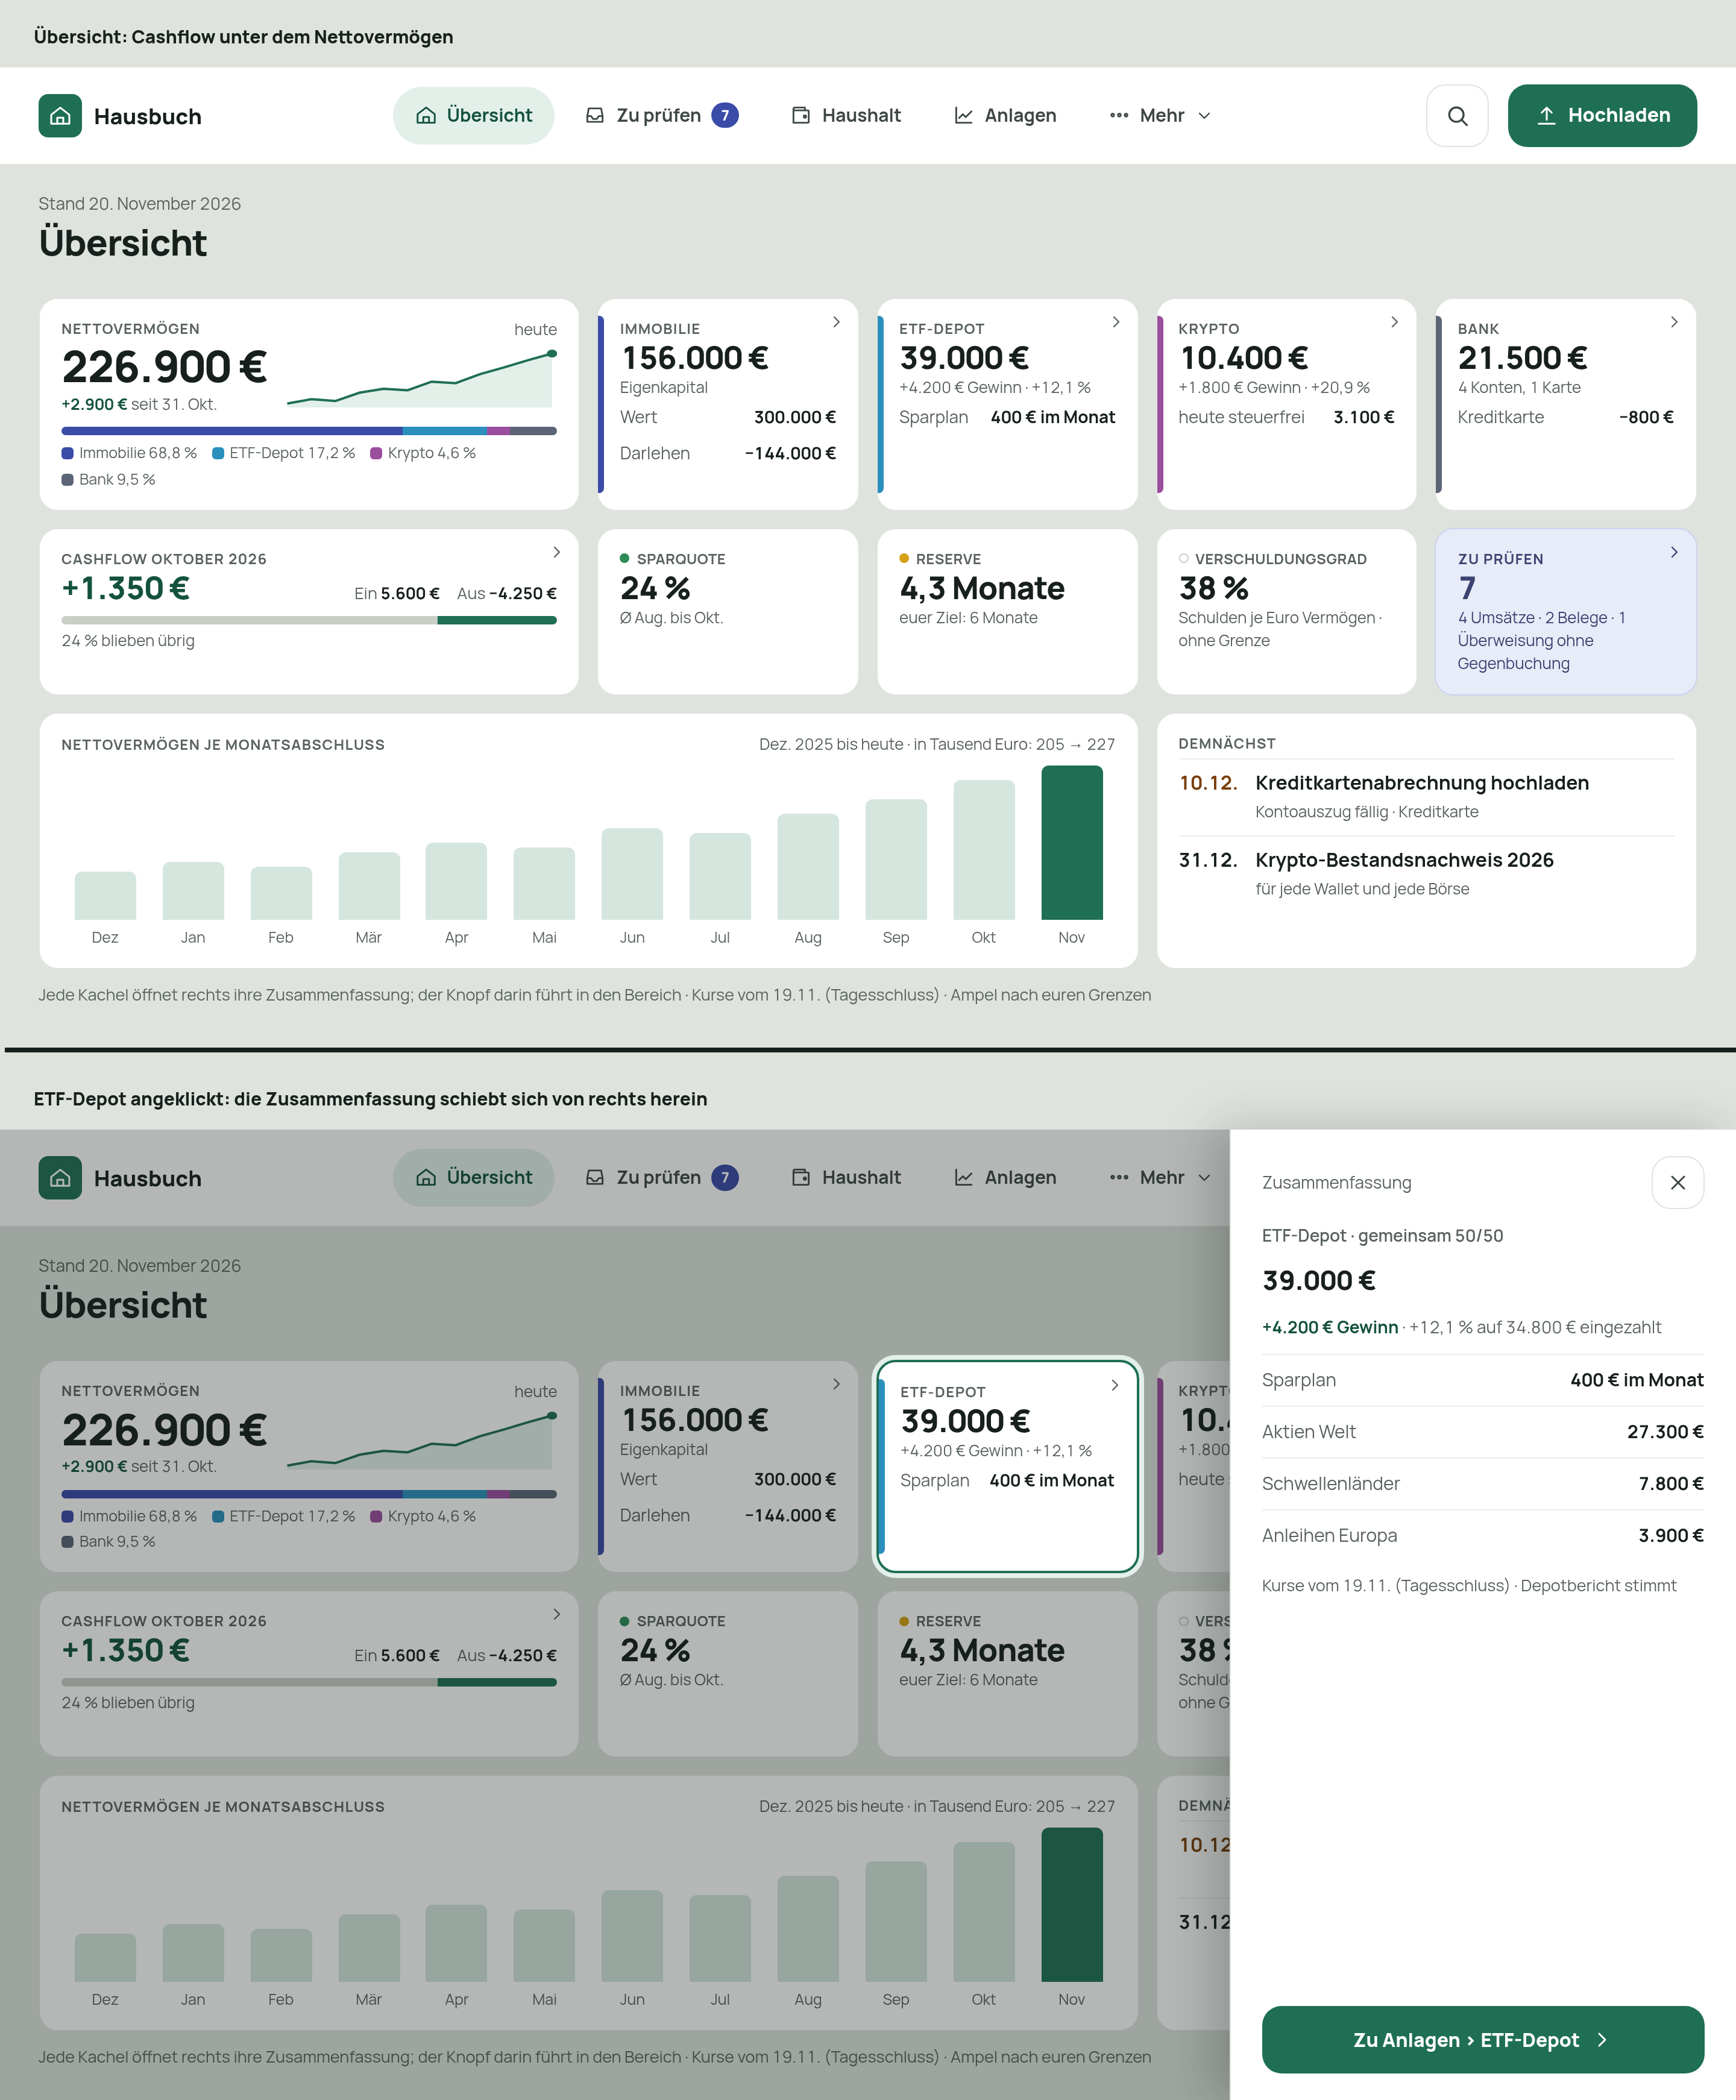 Übersicht: Cashflow unter dem Nettovermögen
Hausbuch
Übersicht
Zu prüfen 7
Haushalt
Anlagen
Mehr
Hochladen
Stand 20. November 2026
Übersicht
NETTOVERMÖGEN heute
226.900 €
+2.900 € seit 31. Okt.
Immobilie 68,8 % ETF-Depot 17,2 % Krypto 4,6 %
Bank 9,5 %
IMMOBILIE
156.000 €
Eigenkapital
Wert 300.000 €
Darlehen −144.000 €
ETF-DEPOT
39.000 €
+4.200 € Gewinn · +12,1 %
Sparplan 400 € im Monat
KRYPTO
10.400 €
+1.800 € Gewinn · +20,9 %
heute steuerfrei 3.100 €
BANK
21.500 €
4 Konten, 1 Karte
Kreditkarte −800 €
CASHFLOW OKTOBER 2026
+1.350 € Ein 5.600 € Aus −4.250 €
24 % blieben übrig
SPARQUOTE
24 %
Ø Aug. bis Okt.
RESERVE
4,3 Monate
euer Ziel: 6 Monate
VERSCHULDUNGSGRAD
38 %
Schulden je Euro Vermögen ·
ohne Grenze
ZU PRÜFEN
7
4 Umsätze · 2 Belege · 1
Überweisung ohne
Gegenbuchung
NETTOVERMÖGEN JE MONATSABSCHLUSS Dez. 2025 bis heute · in Tausend Euro: 205 → 227
Dez Jan Feb Mär Apr Mai Jun Jul Aug Sep Okt Nov
DEMNÄCHST
10.12. Kreditkartenabrechnung hochladen
Kontoauszug fällig · Kreditkarte
31.12. Krypto-Bestandsnachweis 2026
für jede Wallet und jede Börse
Jede Kachel öffnet rechts ihre Zusammenfassung; der Knopf darin führt in den Bereich · Kurse vom 19.11. (Tagesschluss) · Ampel nach euren Grenzen
ETF-Depot angeklickt: die Zusammenfassung schiebt sich von rechts herein
Hausbuch
Übersicht
Zu prüfen 7
Haushalt
Anlagen
Mehr
Stand 20. November 2026
Übersicht
NETTOVERMÖGEN heute
226.900 €
+2.900 € seit 31. Okt.
Immobilie 68,8 % ETF-Depot 17,2 % Krypto 4,6 %
Bank 9,5 %
IMMOBILIE
156.000 €
Eigenkapital
Wert 300.000 €
Darlehen −144.000 €
ETF-DEPOT
39.000 €
+4.200 € Gewinn · +12,1 %
Sparplan 400 € im Monat
+1.800
heute
CASHFLOW OKTOBER 2026
+1.350 € Ein 5.600 € Aus −4.250 €
24 % blieben übrig
SPARQUOTE
24 %
Ø Aug. bis Okt.
RESERVE
4,3 Monate
euer Ziel: 6 Monate
38
NETTOVERMÖGEN JE MONATSABSCHLUSS Dez. 2025 bis heute · in Tausend Euro: 205 → 227
Dez Jan Feb Mär Apr Mai Jun Jul Aug Sep Okt Nov
10.12
31.12
Jede Kachel öffnet rechts ihre Zusammenfassung; der Knopf darin führt in den Bereich · Kurse vom 19.11. (Tagesschluss) · Ampel nach euren Grenzen
Zusammenfassung
ETF-Depot · gemeinsam 50/50
39.000 €
+4.200 € Gewinn · +12,1 % auf 34.800 € eingezahlt
Sparplan 400 € im Monat
Aktien Welt 27.300 €
Schwellenländer 7.800 €
Anleihen Europa 3.900 €
Kurse vom 19.11. (Tagesschluss) · Depotbericht stimmt
Zu Anlagen › ETF-Depot